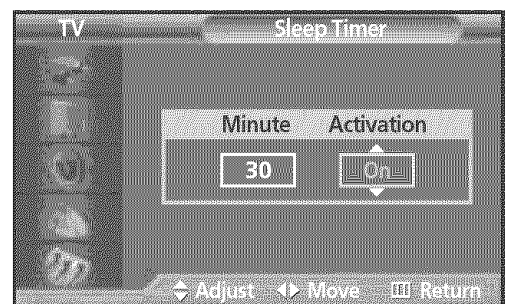 TV Sleep Timer
Minute Activation
30 On
Adjust Move Return